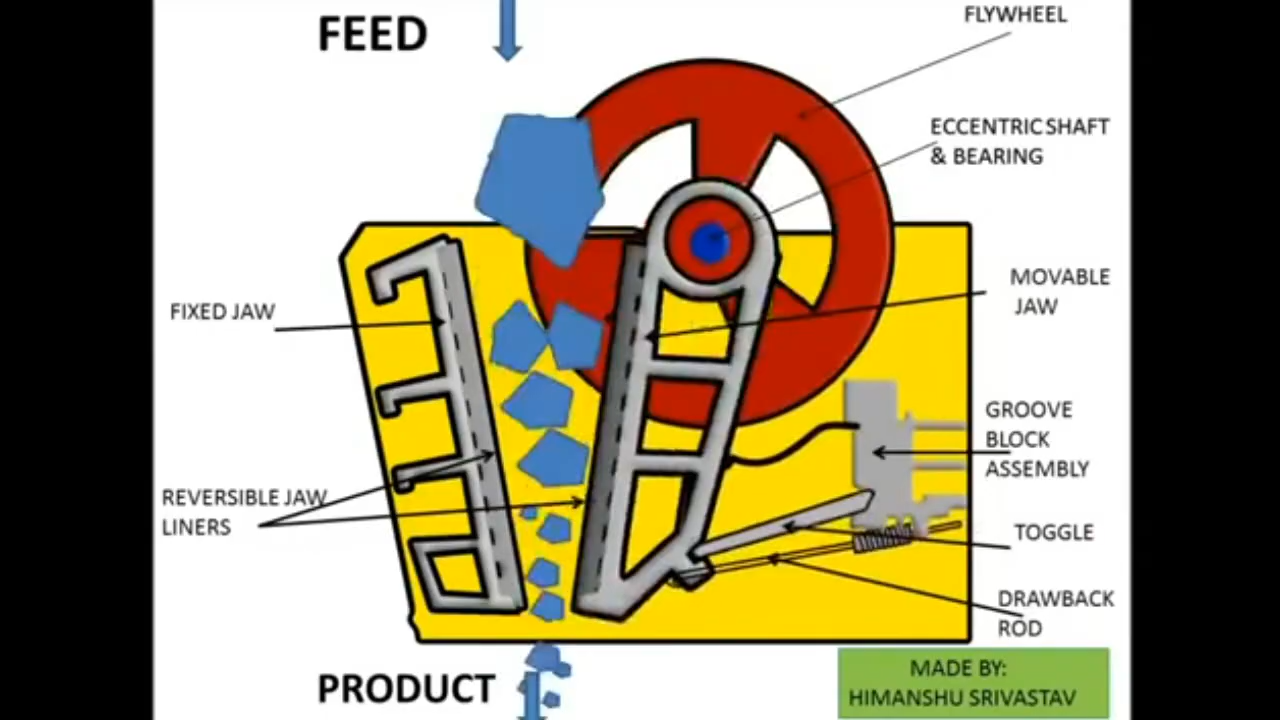 FEED
FLYWHEEL
ECCENTRIC SHAFT
& BEARING
MOVABLE
JAW
FIXED JAW
GROOVE
BLOCK
ASSEMBLY
REVERSIBLE JAW
LINERS
TOGGLE
DRAWBACK
ROD
PRODUCT
MADE BY:
HIMANSHU SRIVASTAV